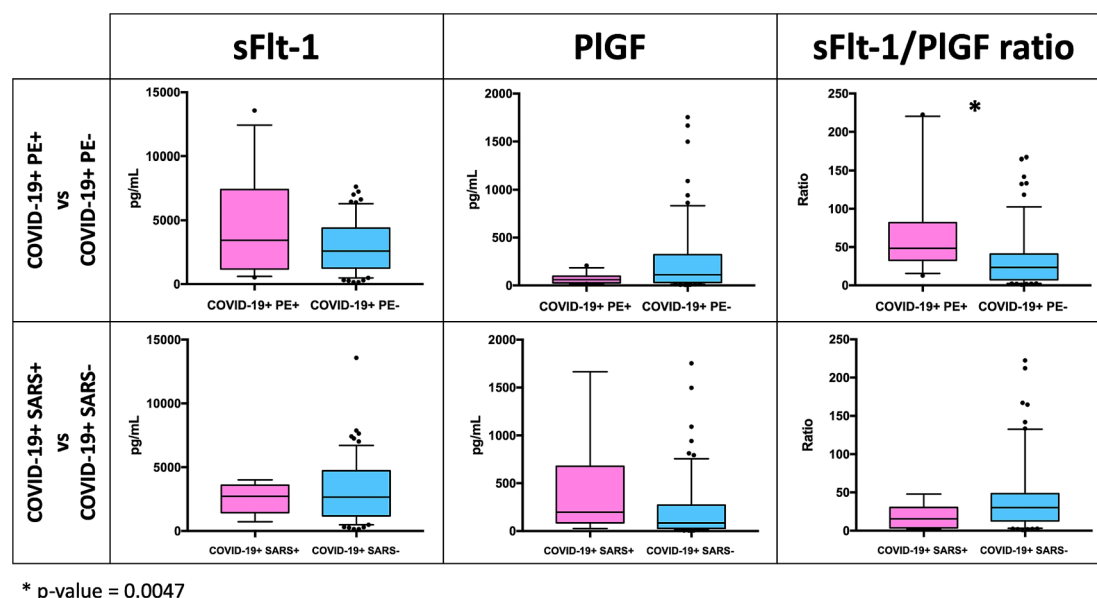 sFlt-1
PlGF
sFlt-1/PlGF ratio
COVID-19+ PE+
vs
COVID-19+ PE-
15000
10000
5000
0
pg/mL
COVID-19+ PE+
COVID-19+ PE-
2000
1500
1000
500
0
pg/mL
COVID-19+ PE+
COVID-19+ PE-
250
200
150
100
50
0
Ratio
*
COVID-19+ PE+
COVID-19+ PE-
COVID-19+ SARS+
vs
COVID-19+ SARS-
15000
10000
5000
0
pg/mL
COVID-19+ SARS+
COVID-19+ SARS-
2000
1500
1000
500
0
pg/mL
COVID-19+ SARS+
COVID-19+ SARS-
250
200
150
100
50
0
Ratio
COVID-19+ SARS+
COVID-19+ SARS-
* p-value = 0.0047